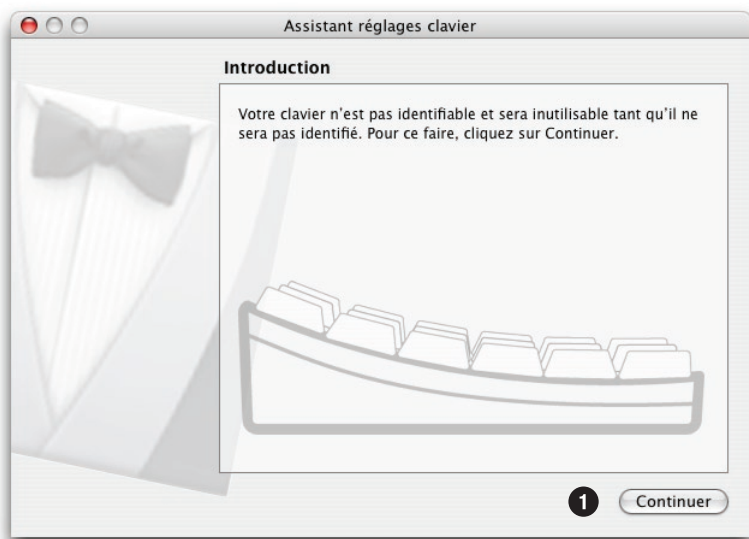 Assistant réglages clavier
Introduction
Votre clavier n'est pas identifiable et sera inutilisable tant qu'il ne
sera pas identifié. Pour ce faire, cliquez sur Continuer.
1
Continuer